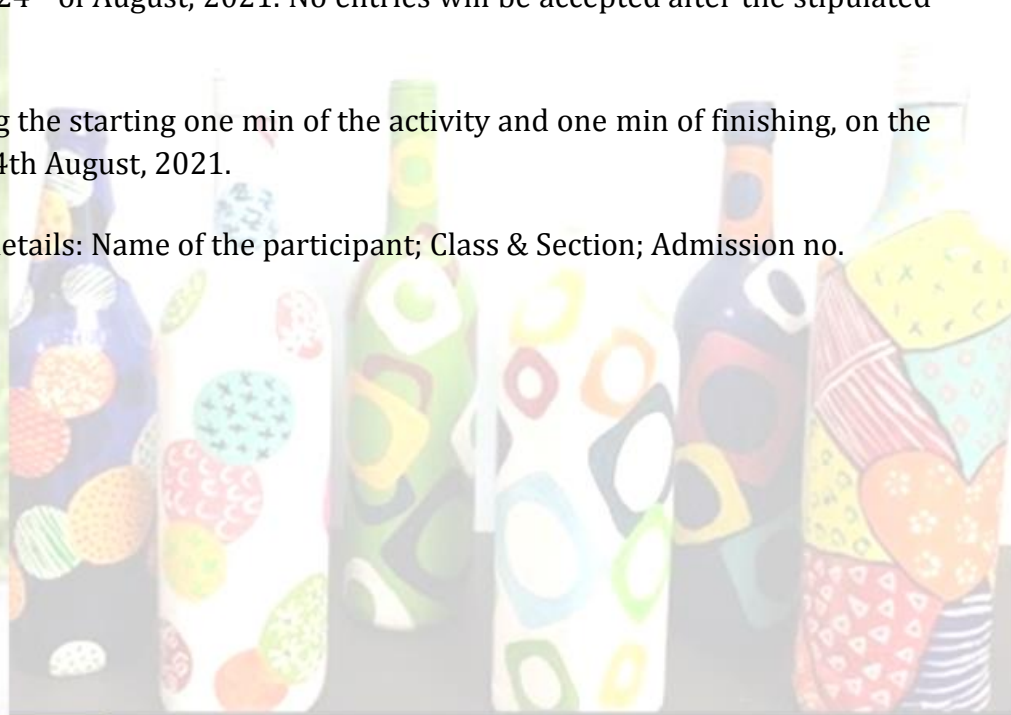 of August, 2021. No entries will be accepted after the stipulated
the starting one min of the activity and one min of finishing, on the
4th August, 2021.
etails: Name of the participant; Class & Section; Admission no.